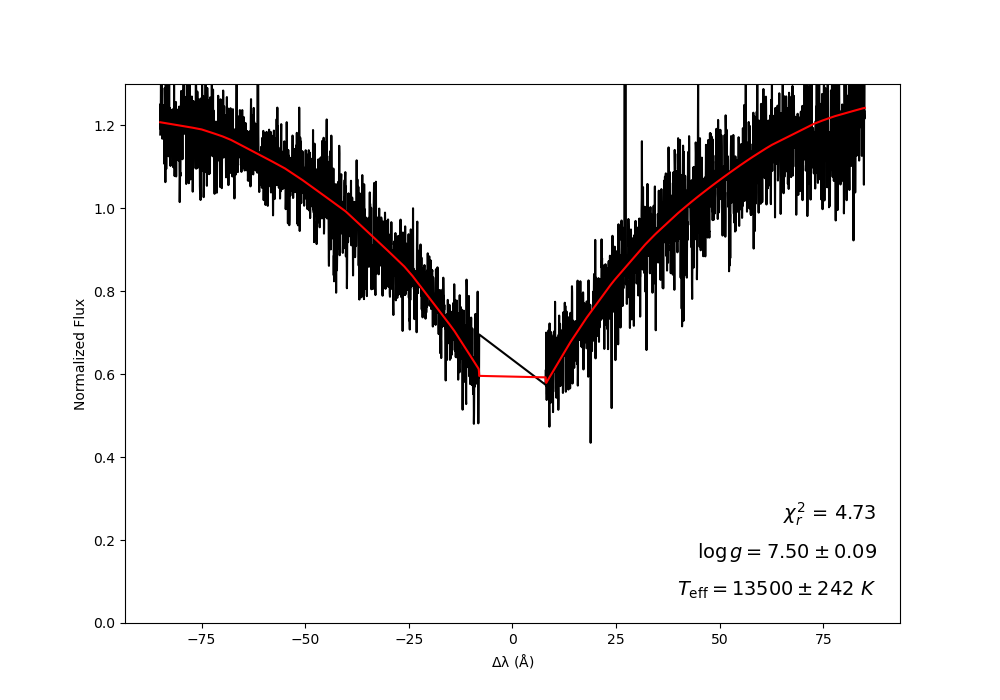 1.2
1.0
0.8
0.6
0.4
0.2
0.0
Normalized Flux
χ²ᵣ = 4.73
log g = 7.50 ± 0.09
T_eff = 13500 ± 242 K
−75 −50 −25 0 25 50 75
Δλ (Å)